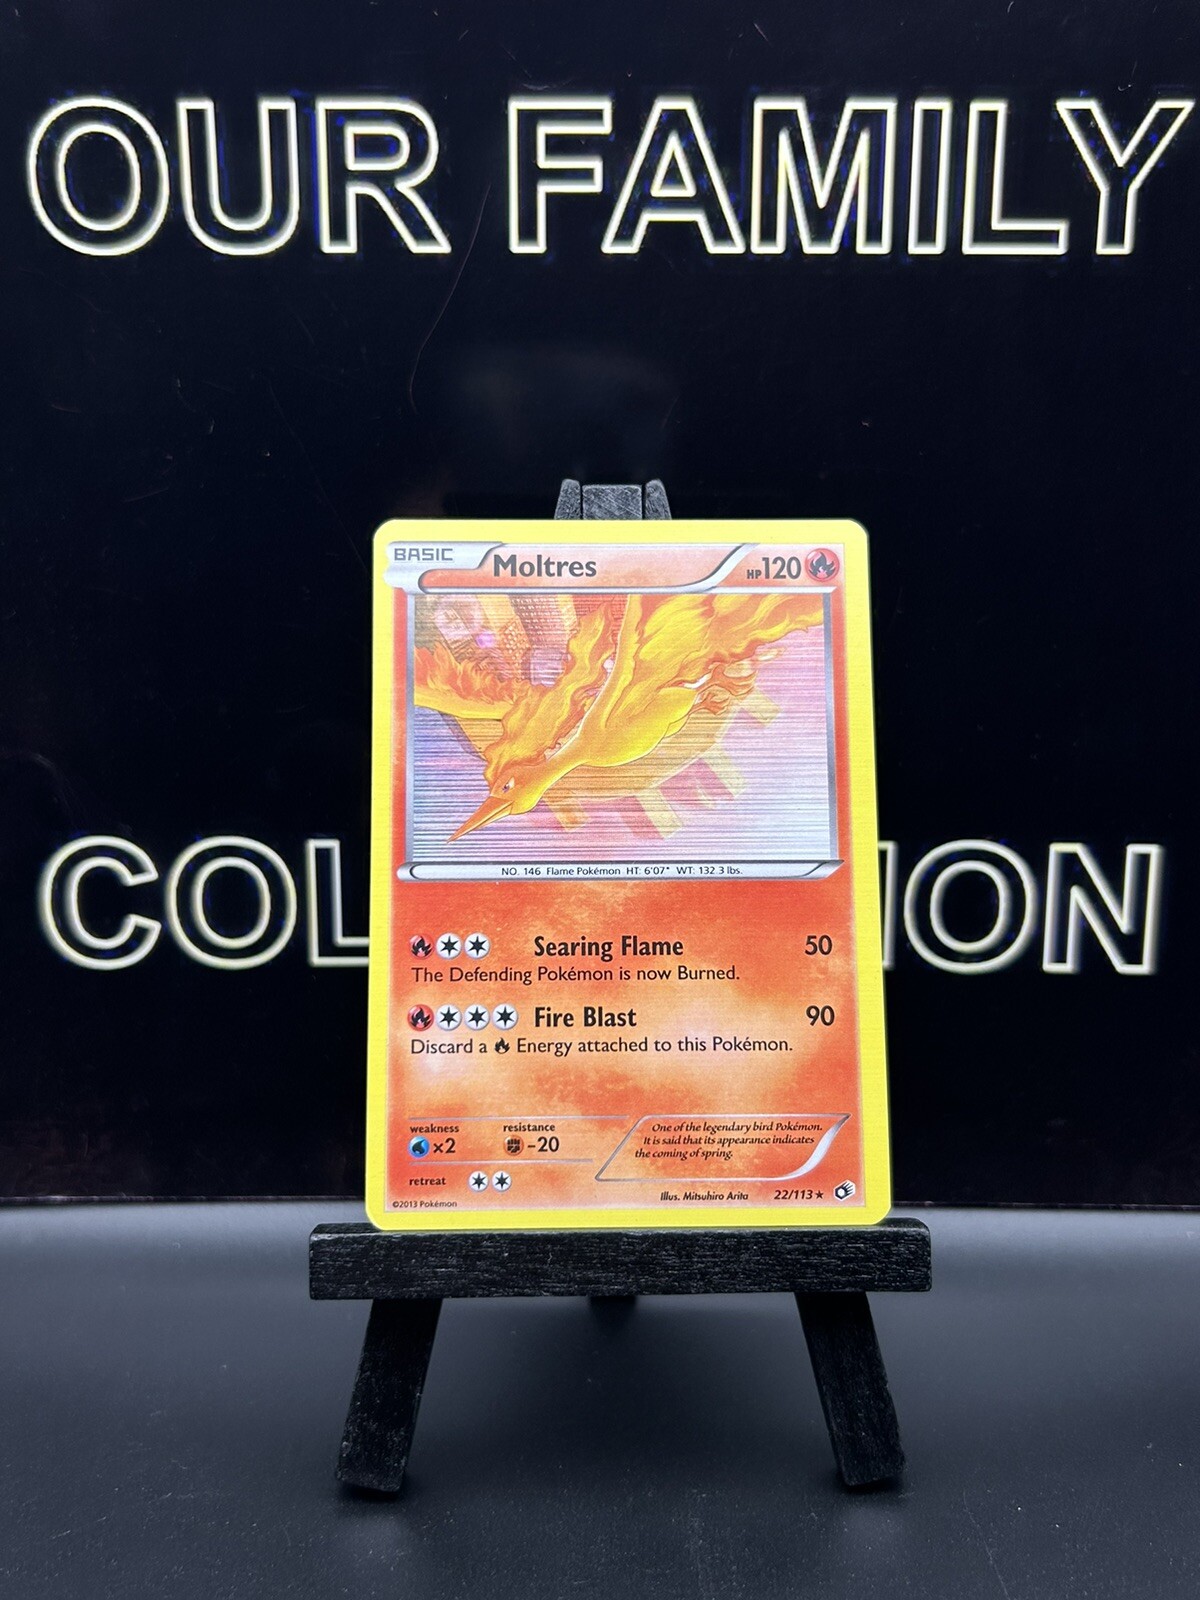 OUR FAMILY
BASIC Moltres HP120
NO. 146 Flame Pokémon HT: 6'07" WT: 132.3 lbs.
COL ION
Searing Flame 50
The Defending Pokémon is now Burned.
Fire Blast 90
Discard a Energy attached to this Pokémon.
weakness resistance
×2 -20
One of the legendary bird Pokémon.
It is said that its appearance indicates
the coming of spring.
retreat
Illus. Mitsuhiro Arita 22/113★
©2013 Pokémon